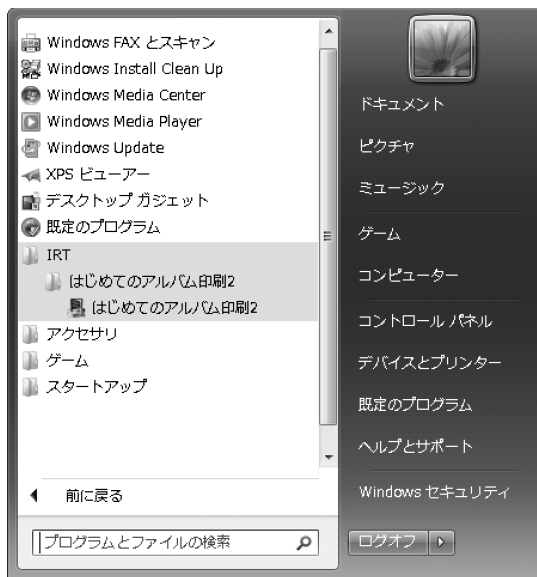 Windows FAX とスキャン
Windows Install Clean Up
Windows Media Center
Windows Media Player
Windows Update
XPS ビューアー
デスクトップ ガジェット
既定のプログラム
IRT
はじめてのアルバム印刷2
はじめてのアルバム印刷2
アクセサリ
ゲーム
スタートアップ
前に戻る
プログラムとファイルの検索
ドキュメント
ピクチャ
ミュージック
ゲーム
コンピューター
コントロール パネル
デバイスとプリンター
既定のプログラム
ヘルプとサポート
Windows セキュリティ
ログオフ